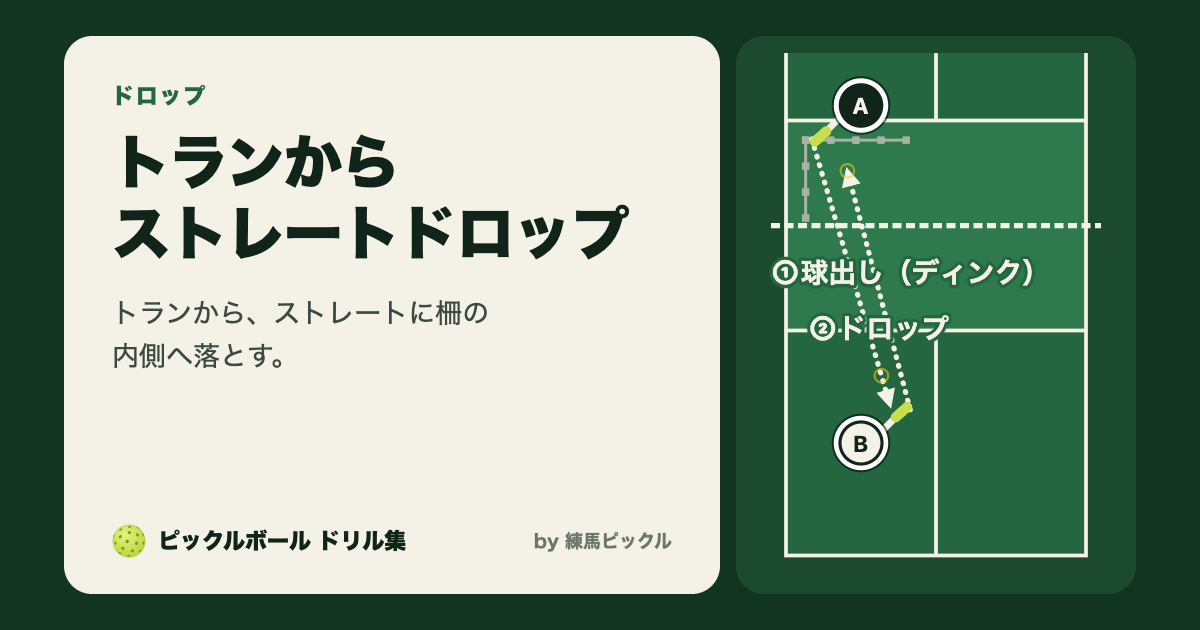 ドロップ
トランから
ストレートドロップ
トランから、ストレートに柵の
内側へ落とす。
ピックルボール ドリル集
by 練馬ピックル
A
①球出し（ディンク）
②ドロップ
B